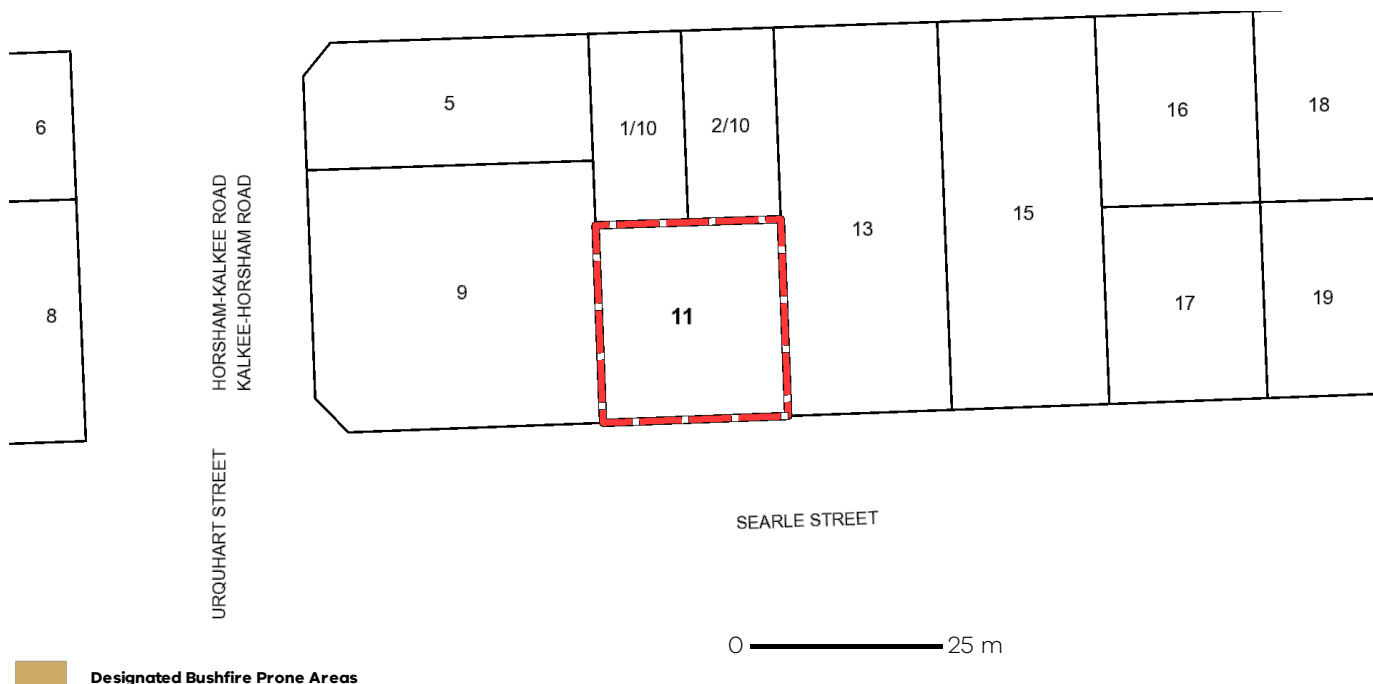 5
1/10
2/10
16
18
6
13
15
9
11
17
19
8
HORSHAM-KALKEE ROAD
KALKEE-HORSHAM ROAD
URQUHART STREET
SEARLE STREET
0 25 m
Designated Bushfire Prone Areas